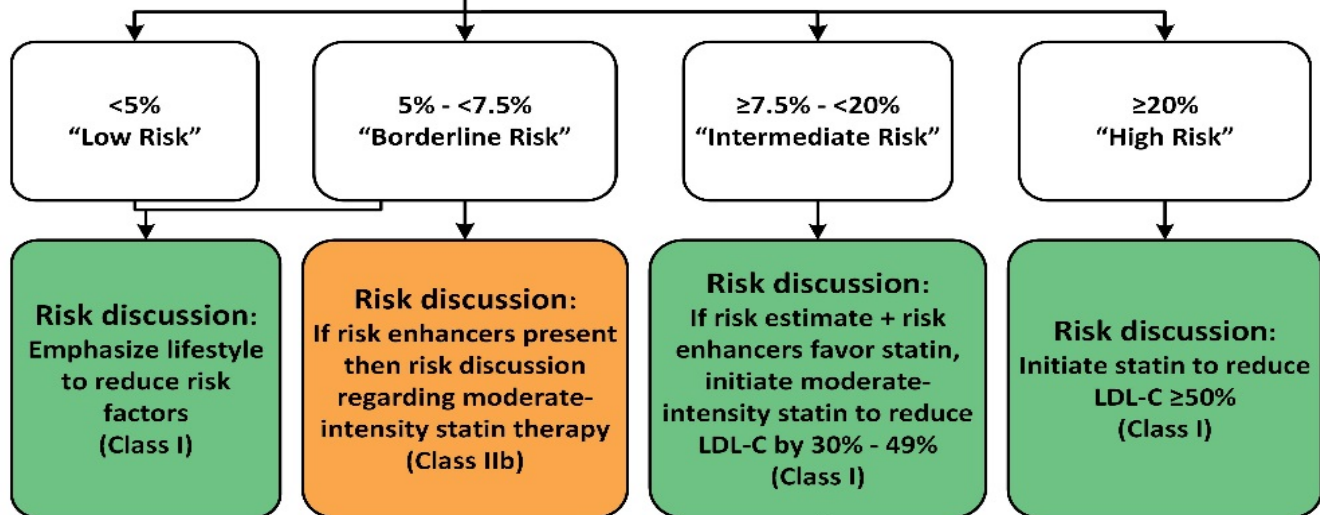 <5%
“Low Risk”
5% - <7.5%
“Borderline Risk”
≥7.5% - <20%
“Intermediate Risk”
≥20%
“High Risk”
Risk discussion:
Emphasize lifestyle
to reduce risk
factors
(Class I)
Risk discussion:
If risk enhancers present
then risk discussion
regarding moderate-
intensity statin therapy
(Class IIb)
Risk discussion:
If risk estimate + risk
enhancers favor statin,
initiate moderate-
intensity statin to reduce
LDL-C by 30% - 49%
(Class I)
Risk discussion:
Initiate statin to reduce
LDL-C ≥50%
(Class I)